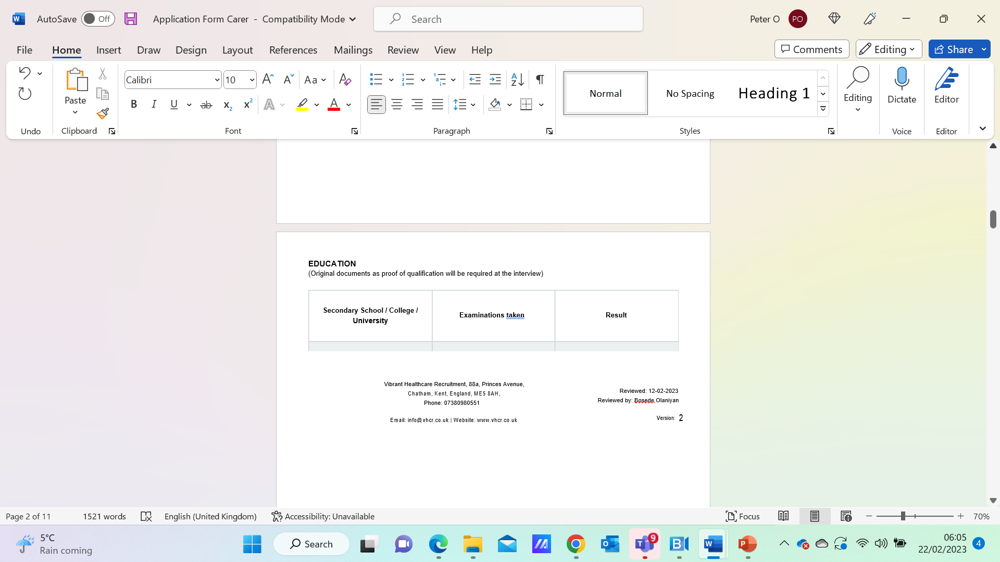 AutoSave Off Application Form Carer - Compatibility Mode Search Peter O PO
File Home Insert Draw Design Layout References Mailings Review View Help Comments Editing Share
Calibri 10 Aa
Paste
Normal No Spacing Heading 1
Editing Dictate Editor
Undo Clipboard Font Paragraph Styles Voice Editor
EDUCATION
(Original documents as proof of qualification will be required at the interview)
Secondary School / College /
University
Examinations taken
Result
Vibrant Healthcare Recruitment, 88a, Princes Avenue,
Chatham, Kent, England, ME5 8AH,
Phone: 07380980551
Email: info@vhcr.co.uk | Website: www.vhcr.co.uk
Reviewed: 12-02-2023
Reviewed by: Bosede Olaniyan
Version: 2
Page 2 of 11 1521 words English (United Kingdom) Accessibility: Unavailable Focus 70%
5°C
Rain coming
Search
9
06:05
22/02/2023
4